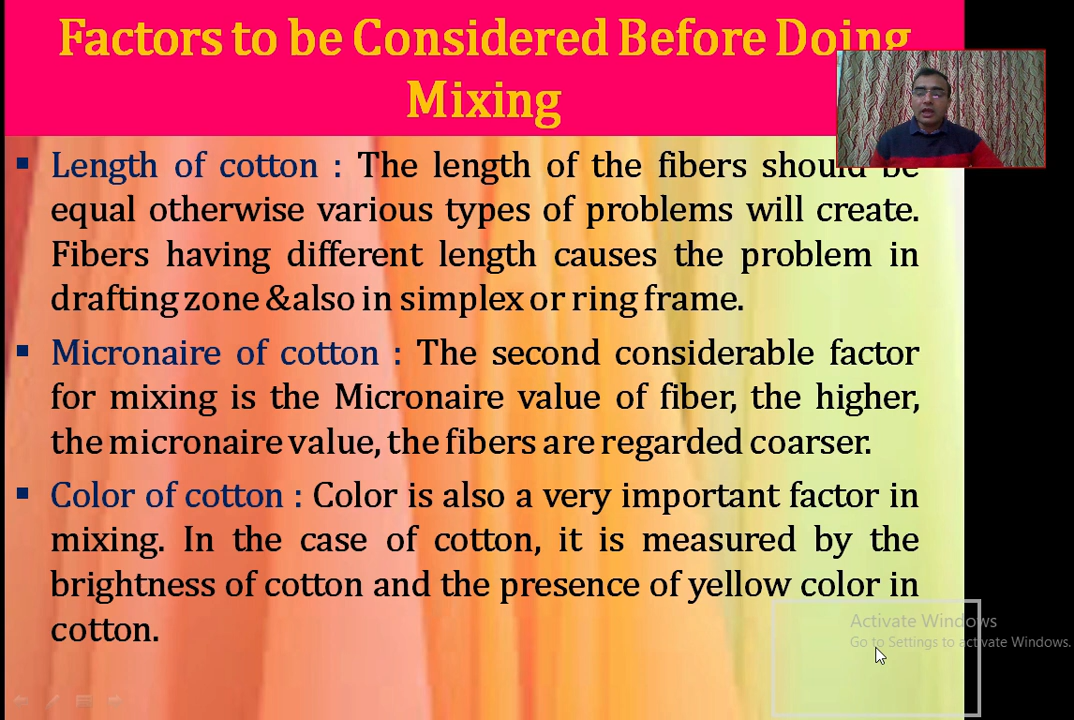 Factors to be Considered Before Doing
Mixing
Length of cotton : The length of the fibers should be
equal otherwise various types of problems will create.
Fibers having different length causes the problem in
drafting zone &also in simplex or ring frame.
Micronaire of cotton : The second considerable factor
for mixing is the Micronaire value of fiber, the higher,
the micronaire value, the fibers are regarded coarser.
Color of cotton : Color is also a very important factor in
mixing. In the case of cotton, it is measured by the
brightness of cotton and the presence of yellow color in
cotton.
Activate Windows
Go to Settings to activate Windows.